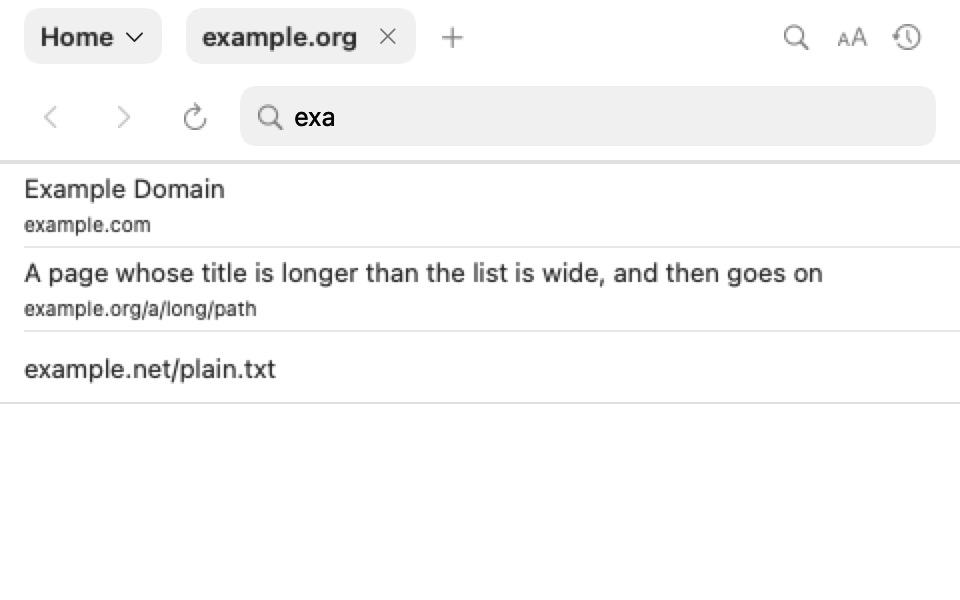 Home
example.org
AA
exa
Example Domain
example.com
A page whose title is longer than the list is wide, and then goes on
example.org/a/long/path
example.net/plain.txt